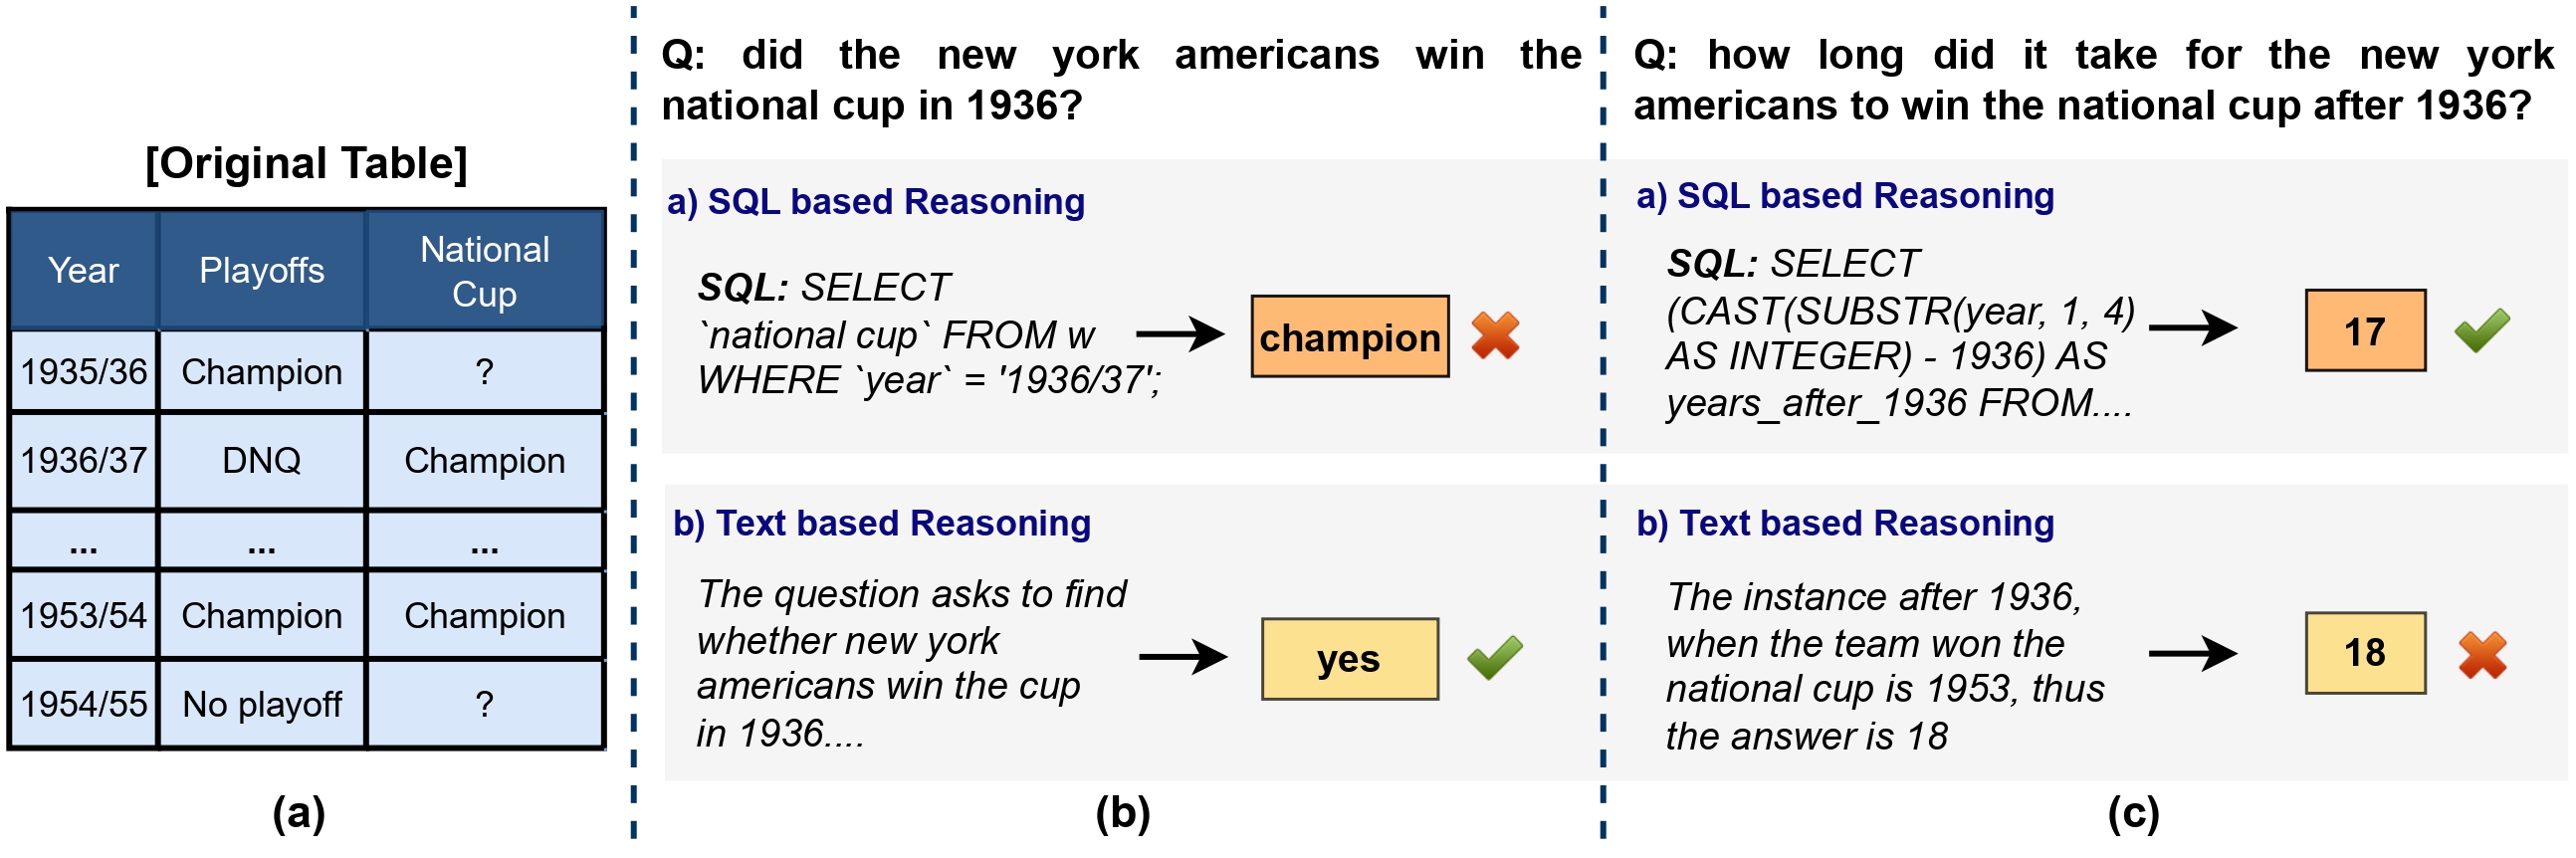 [Original Table]
Year Playoffs National Cup
1935/36 Champion ?
1936/37 DNQ Champion
... ... ...
1953/54 Champion Champion
1954/55 No playoff ?
(a)
Q: did the new york americans win the
national cup in 1936?
a) SQL based Reasoning
SQL: SELECT
`national cup` FROM w
WHERE `year` = '1936/37';
champion
b) Text based Reasoning
The question asks to find
whether new york
americans win the cup
in 1936....
yes
(b)
Q: how long did it take for the new york
americans to win the national cup after 1936?
a) SQL based Reasoning
SQL: SELECT
(CAST(SUBSTR(year, 1, 4)
AS INTEGER) - 1936) AS
years_after_1936 FROM....
17
b) Text based Reasoning
The instance after 1936,
when the team won the
national cup is 1953, thus
the answer is 18
18
(c)